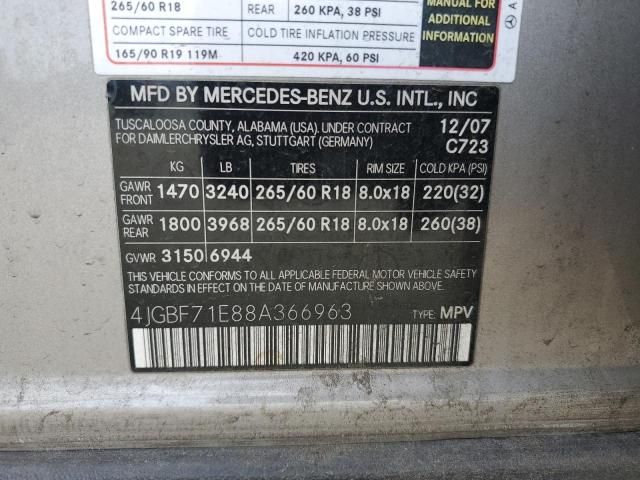 265/60 R18 REAR 260 KPA, 38 PSI
COMPACT SPARE TIRE COLD TIRE INFLATION PRESSURE
165/90 R19 119M 420 KPA, 60 PSI
MANUAL FOR
ADDITIONAL
INFORMATION
A
MFD BY MERCEDES-BENZ U.S. INTL., INC
TUSCALOOSA COUNTY, ALABAMA (USA). UNDER CONTRACT 12/07
FOR DAIMLERCHRYSLER AG, STUTTGART (GERMANY) C723
KG LB TIRES RIM SIZE COLD KPA (PSI)
GAWR FRONT 1470 3240 265/60 R18 8.0x18 220(32)
GAWR REAR 1800 3968 265/60 R18 8.0x18 260(38)
GVWR 3150 6944
THIS VEHICLE CONFORMS TO ALL APPLICABLE FEDERAL MOTOR VEHICLE SAFETY
STANDARDS IN EFFECT ON THE DATE OF MANUFACTURE SHOWN ABOVE.
4JGBF71E88A366963 TYPE: MPV